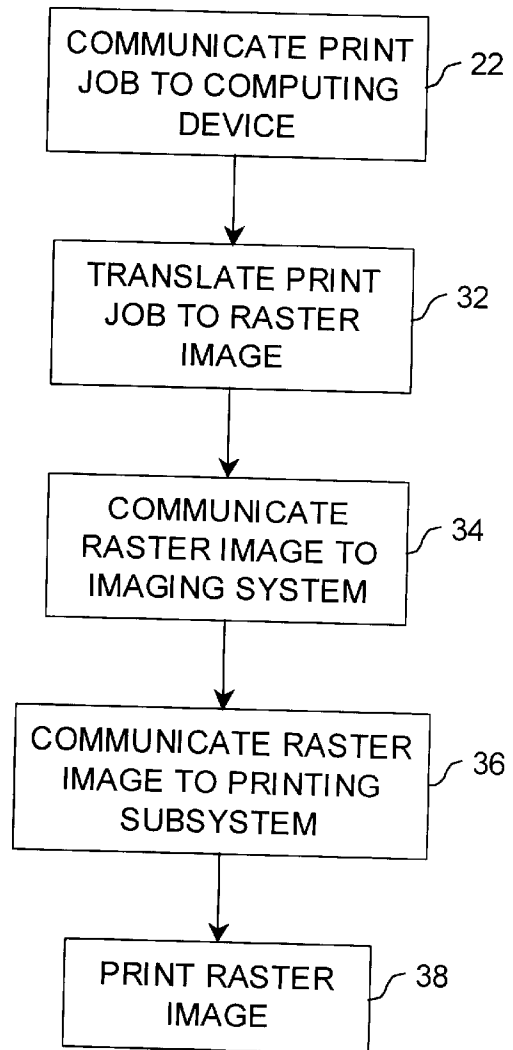 COMMUNICATE PRINT
JOB TO COMPUTING
DEVICE
22
TRANSLATE PRINT
JOB TO RASTER
IMAGE
32
COMMUNICATE
RASTER IMAGE TO
IMAGING SYSTEM
34
COMMUNICATE RASTER
IMAGE TO PRINTING
SUBSYSTEM
36
PRINT RASTER
IMAGE
38